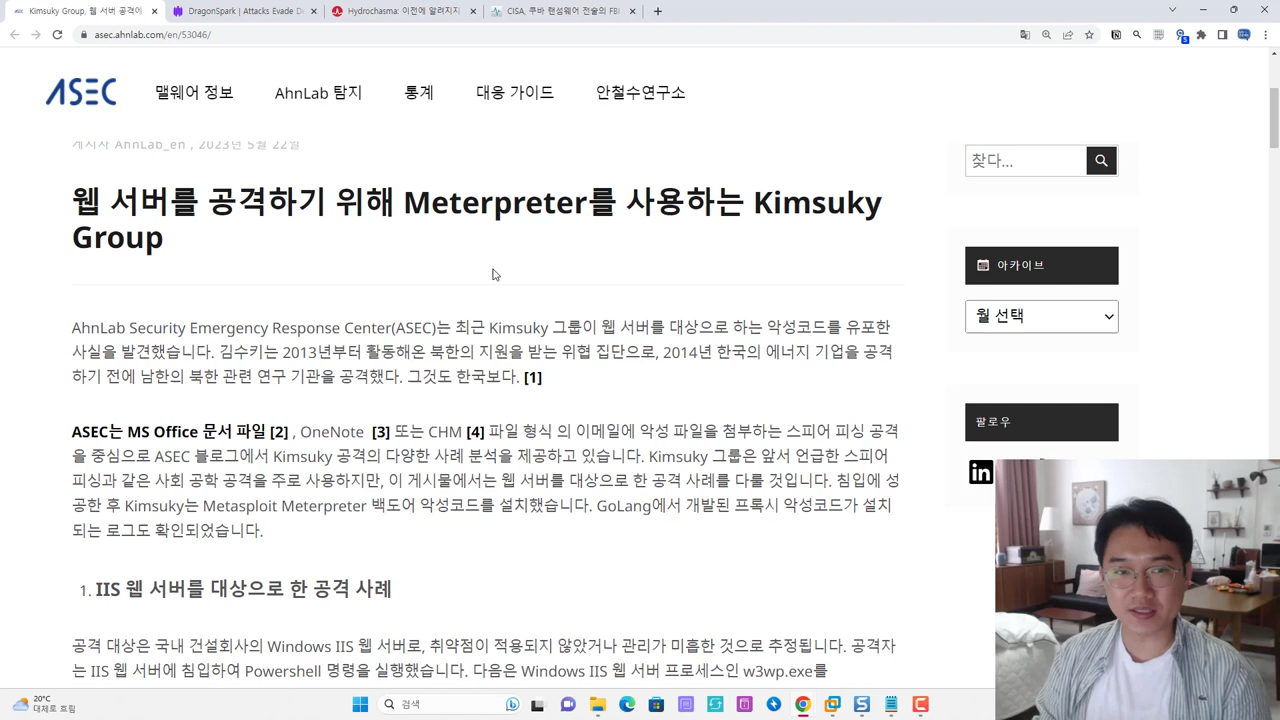 Kimsuky Group, 웹 서버 공격이
DragonSpark | Attacks Evade De
Hydrochasma: 이전에 알려지지
CISA, 쿠바 랜섬웨어 전술의 FBI
asec.ahnlab.com/en/53046/
ASEC
맬웨어 정보
AhnLab 탐지
통계
대응 가이드
안철수연구소
게시자 AhnLab_en , 2023년 5월 22일
찾다...
웹 서버를 공격하기 위해 Meterpreter를 사용하는 Kimsuky
Group
아카이브
월 선택
AhnLab Security Emergency Response Center(ASEC)는 최근 Kimsuky 그룹이 웹 서버를 대상으로 하는 악성코드를 유포한
사실을 발견했습니다. 김수키는 2013년부터 활동해온 북한의 지원을 받는 위협 집단으로, 2014년 한국의 에너지 기업을 공격
하기 전에 남한의 북한 관련 연구 기관을 공격했다. 그것도 한국보다. [1]
팔로우
in
ASEC는 MS Office 문서 파일 [2] , OneNote [3] 또는 CHM [4] 파일 형식 의 이메일에 악성 파일을 첨부하는 스피어 피싱 공격
을 중심으로 ASEC 블로그에서 Kimsuky 공격의 다양한 사례 분석을 제공하고 있습니다. Kimsuky 그룹은 앞서 언급한 스피어
피싱과 같은 사회 공학 공격을 주로 사용하지만, 이 게시물에서는 웹 서버를 대상으로 한 공격 사례를 다룰 것입니다. 침입에 성
공한 후 Kimsuky는 Metasploit Meterpreter 백도어 악성코드를 설치했습니다. GoLang에서 개발된 프록시 악성코드가 설치
되는 로그도 확인되었습니다.
1. IIS 웹 서버를 대상으로 한 공격 사례
공격 대상은 국내 건설회사의 Windows IIS 웹 서버로, 취약점이 적용되지 않았거나 관리가 미흡한 것으로 추정됩니다. 공격자
는 IIS 웹 서버에 침입하여 Powershell 명령을 실행했습니다. 다음은 Windows IIS 웹 서버 프로세스인 w3wp.exe를
20°C
대체로 흐림
검색